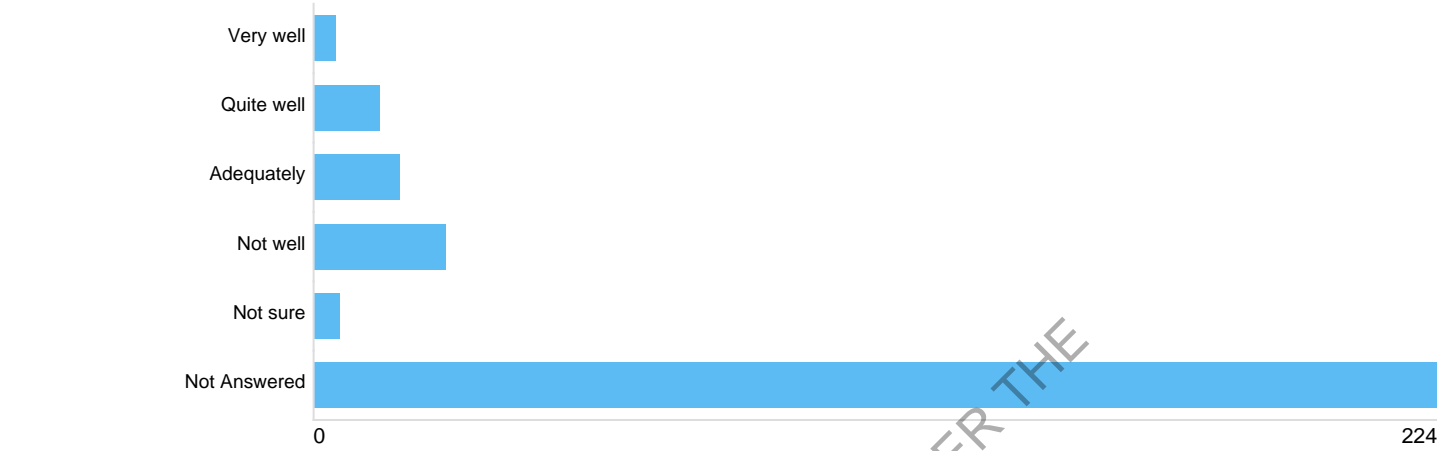 Very well
Quite well
Adequately
Not well
Not sure
Not Answered
0
224
ER THE